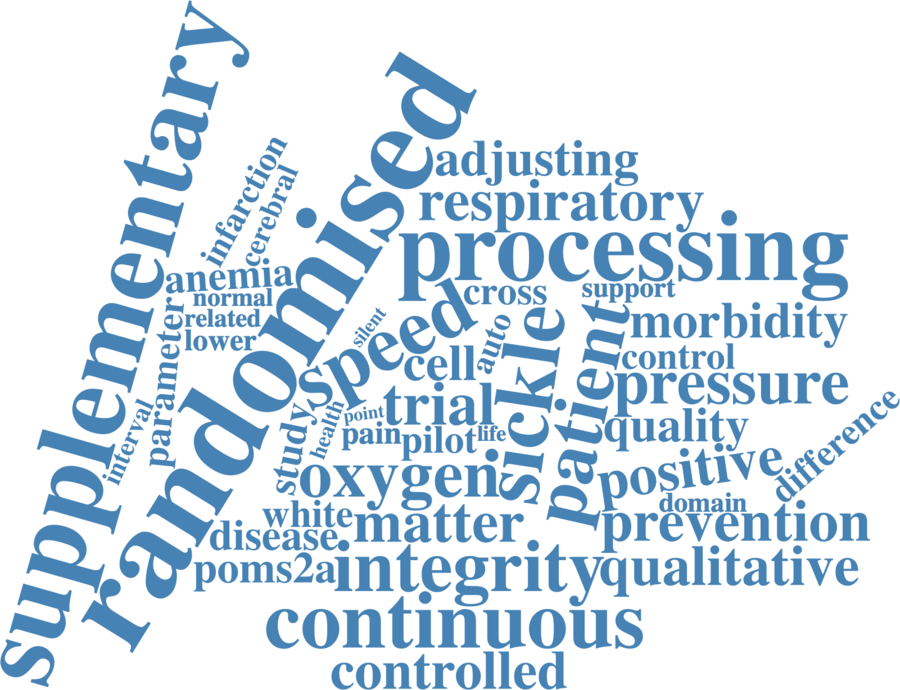 supplementary
randomised
infarction
cerebral
anemia
normal
related
lower
parameter
interval
adjusting
respiratory
processing
cross
support
speed
silent
auto
cell
sickle
patient
morbidity
control
pressure
quality
positive
difference
domain
prevention
qualitative
trial
point
health
study
pain
pilot
life
oxygen
white
matter
disease
poms2a
integrity
continuous
controlled